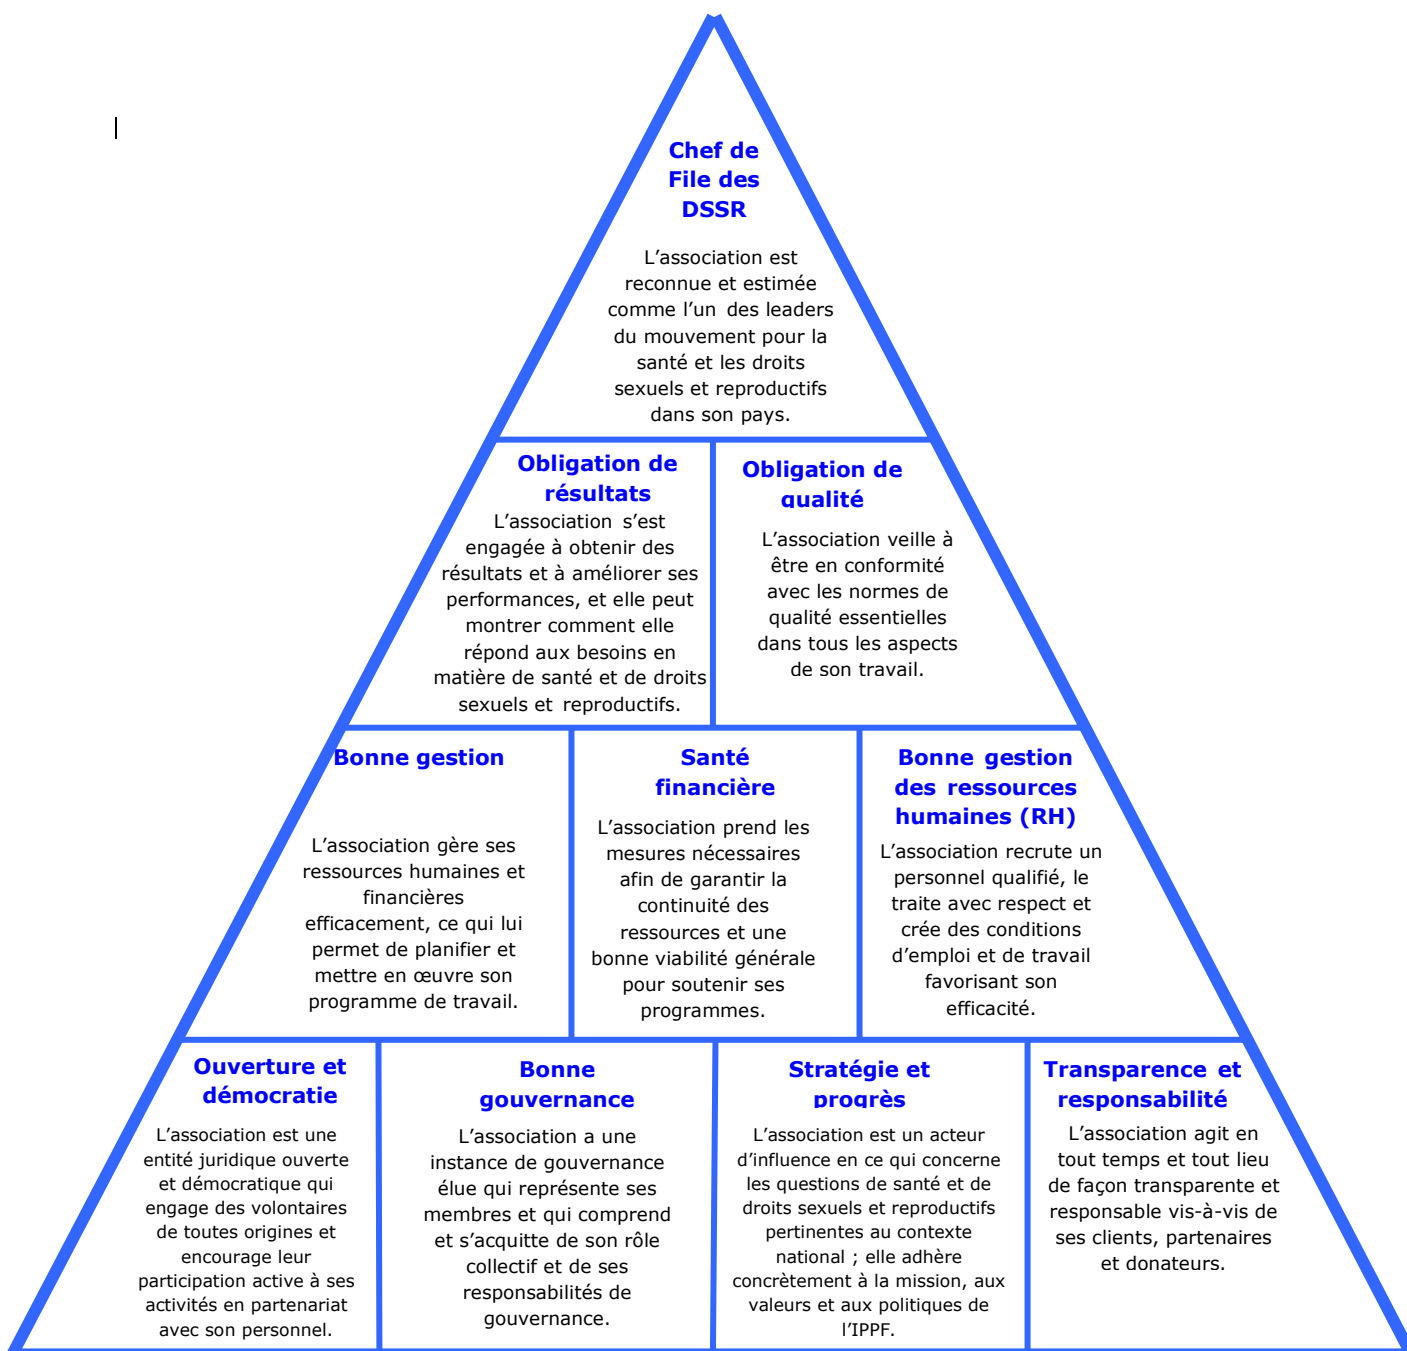 Chef de
File des
DSSR
L’association est
reconnue et estimée
comme l’un des leaders
du mouvement pour la
santé et les droits
sexuels et reproductifs
dans son pays.
Obligation de
résultats
L’association s’est
engagée à obtenir des
résultats et à améliorer ses
performances, et elle peut
montrer comment elle
répond aux besoins en
matière de santé et de droits
sexuels et reproductifs.
Obligation de
qualité
L’association veille à
être en conformité
avec les normes de
qualité essentielles
dans tous les aspects
de son travail.
Bonne gestion
L’association gère ses
ressources humaines et
financières
efficacement, ce qui lui
permet de planifier et
mettre en œuvre son
programme de travail.
Santé
financière
L’association prend les
mesures nécessaires
afin de garantir la
continuité des
ressources et une
bonne viabilité générale
pour soutenir ses
programmes.
Bonne gestion
des ressources
humaines (RH)
L’association recrute un
personnel qualifié, le
traite avec respect et
crée des conditions
d’emploi et de travail
favorisant son
efficacité.
Ouverture et
démocratie
L’association est une
entité juridique ouverte
et démocratique qui
engage des volontaires
de toutes origines et
encourage leur
participation active à ses
activités en partenariat
avec son personnel.
Bonne
gouvernance
L’association a une
instance de gouvernance
élue qui représente ses
membres et qui comprend
et s’acquitte de son rôle
collectif et de ses
responsabilités de
gouvernance.
Stratégie et
progrès
L’association est un acteur
d’influence en ce qui concerne
les questions de santé et de
droits sexuels et reproductifs
pertinentes au contexte
national ; elle adhère
concrètement à la mission, aux
valeurs et aux politiques de
l’IPPF.
Transparence et
responsabilité
L’association agit en
tout temps et tout lieu
de façon transparente et
responsable vis-à-vis de
ses clients, partenaires
et donateurs.